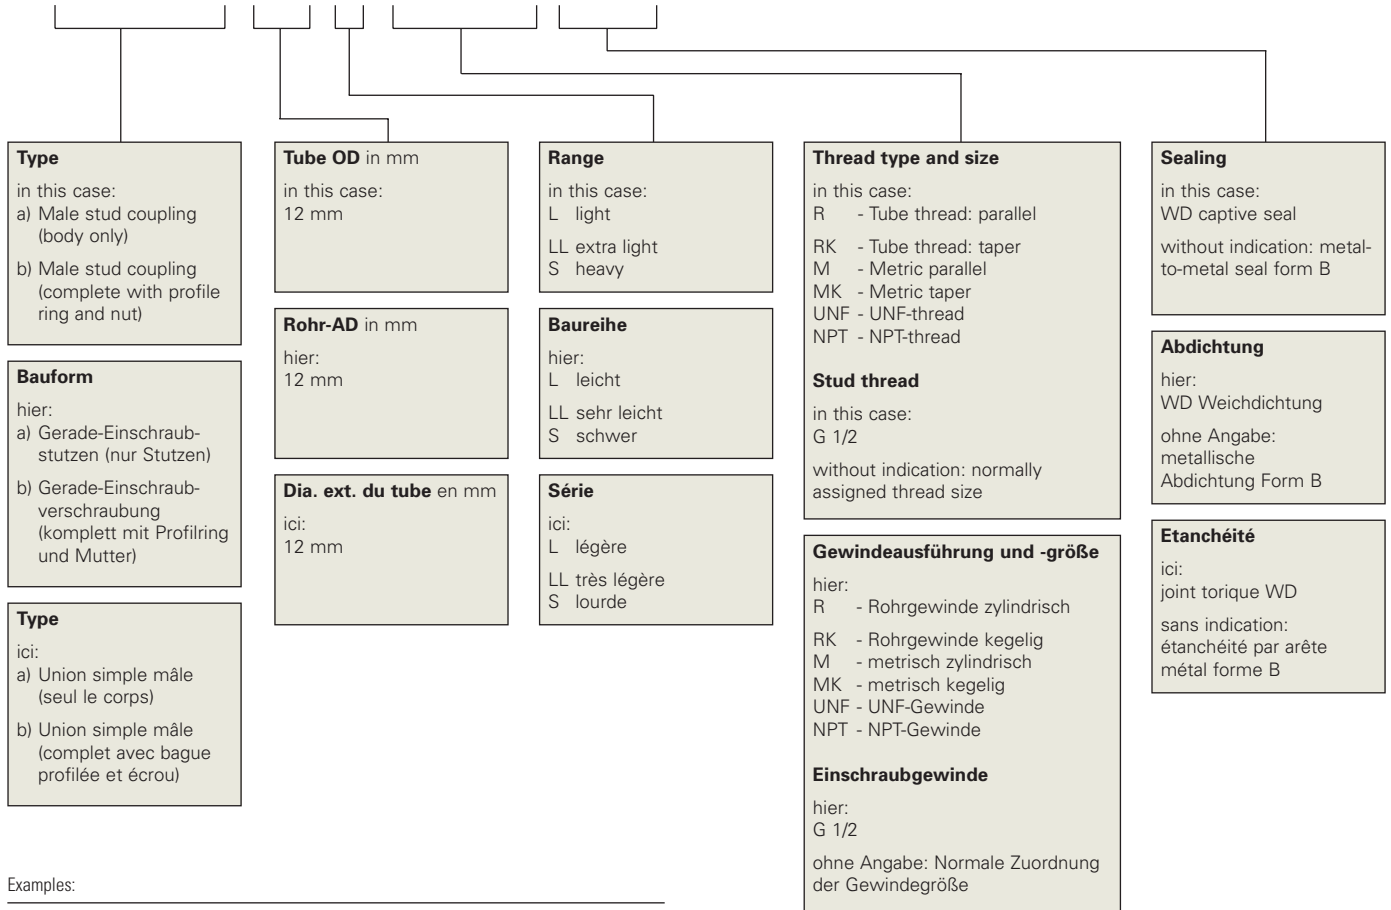 Type
in this case:
a) Male stud coupling
(body only)
b) Male stud coupling
(complete with profile
ring and nut)
Bauform
hier:
a) Gerade-Einschraub-
stutzen (nur Stutzen)
b) Gerade-Einschraub-
verschraubung
(komplett mit Profilring
und Mutter)
Type
ici:
a) Union simple mâle
(seul le corps)
b) Union simple mâle
(complet avec bague
profilée et écrou)
Tube OD in mm
in this case:
12 mm
Rohr-AD in mm
hier:
12 mm
Dia. ext. du tube en mm
ici:
12 mm
Range
in this case:
L light
LL extra light
S heavy
Baureihe
hier:
L leicht
LL sehr leicht
S schwer
Série
ici:
L légère
LL très légère
S lourde
Thread type and size
in this case:
R - Tube thread: parallel
RK - Tube thread: taper
M - Metric parallel
MK - Metric taper
UNF - UNF-thread
NPT - NPT-thread
Stud thread
in this case:
G 1/2
without indication: normally
assigned thread size
Gewindeausführung und -größe
hier:
R - Rohrgewinde zylindrisch
RK - Rohrgewinde kegelig
M - metrisch zylindrisch
MK - metrisch kegelig
UNF - UNF-Gewinde
NPT - NPT-Gewinde
Einschraubgewinde
hier:
G 1/2
ohne Angabe: Normale Zuordnung
der Gewindegröße
Sealing
in this case:
WD captive seal
without indication: metal-
to-metal seal form B
Abdichtung
hier:
WD Weichdichtung
ohne Angabe:
metallische
Abdichtung Form B
Etanchéité
ici:
joint torique WD
sans indication:
étanchéité par arête
métal forme B
Examples: